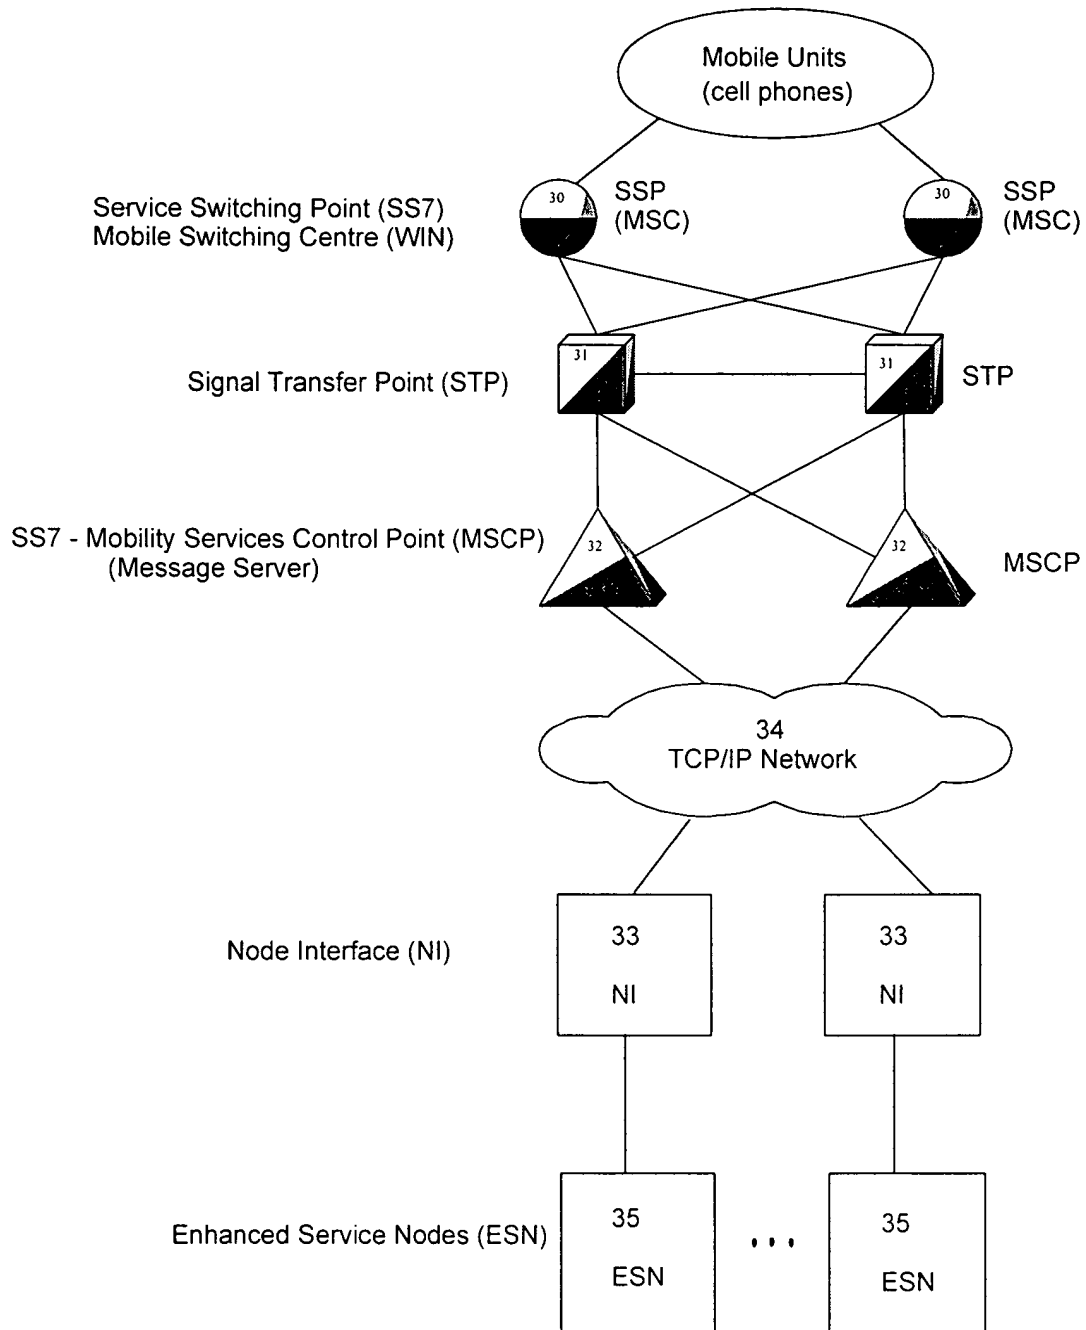 Mobile Units
(cell phones)
Service Switching Point (SS7)
Mobile Switching Centre (WIN)
30
SSP
(MSC)
30
SSP
(MSC)
Signal Transfer Point (STP)
31
31
STP
SS7 - Mobility Services Control Point (MSCP)
(Message Server)
32
32
MSCP
34
TCP/IP Network
Node Interface (NI)
33
NI
33
NI
Enhanced Service Nodes (ESN)
35
ESN
...
35
ESN